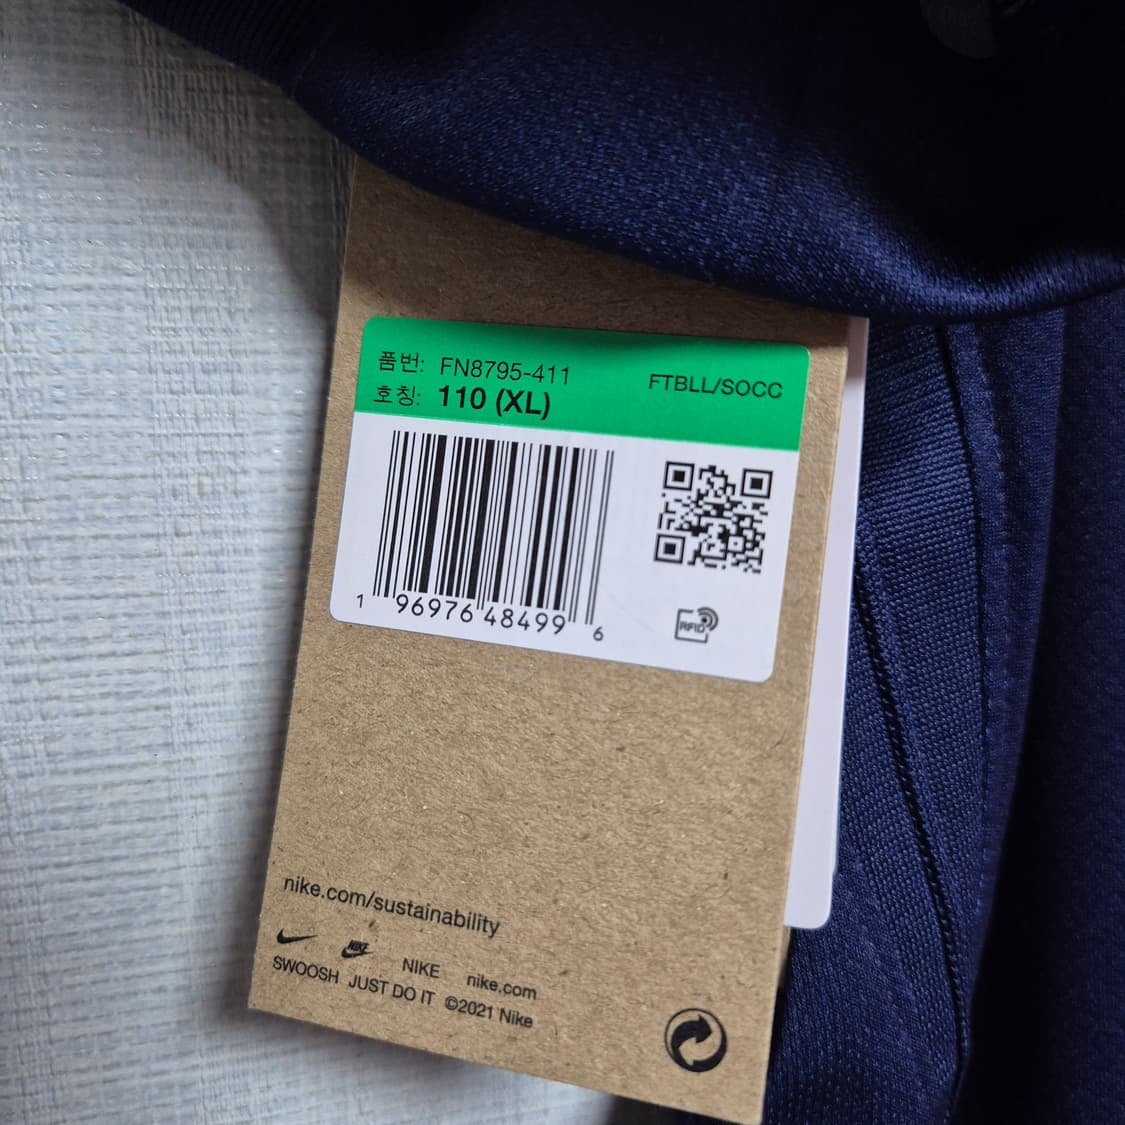 품번: FN8795-411
호칭: 110 (XL)
FTBLL/SOCC
1 96976 48499 6
RFID
nike.com/sustainability
NIKE NIKE nike.com
SWOOSH JUST DO IT ©2021 Nike